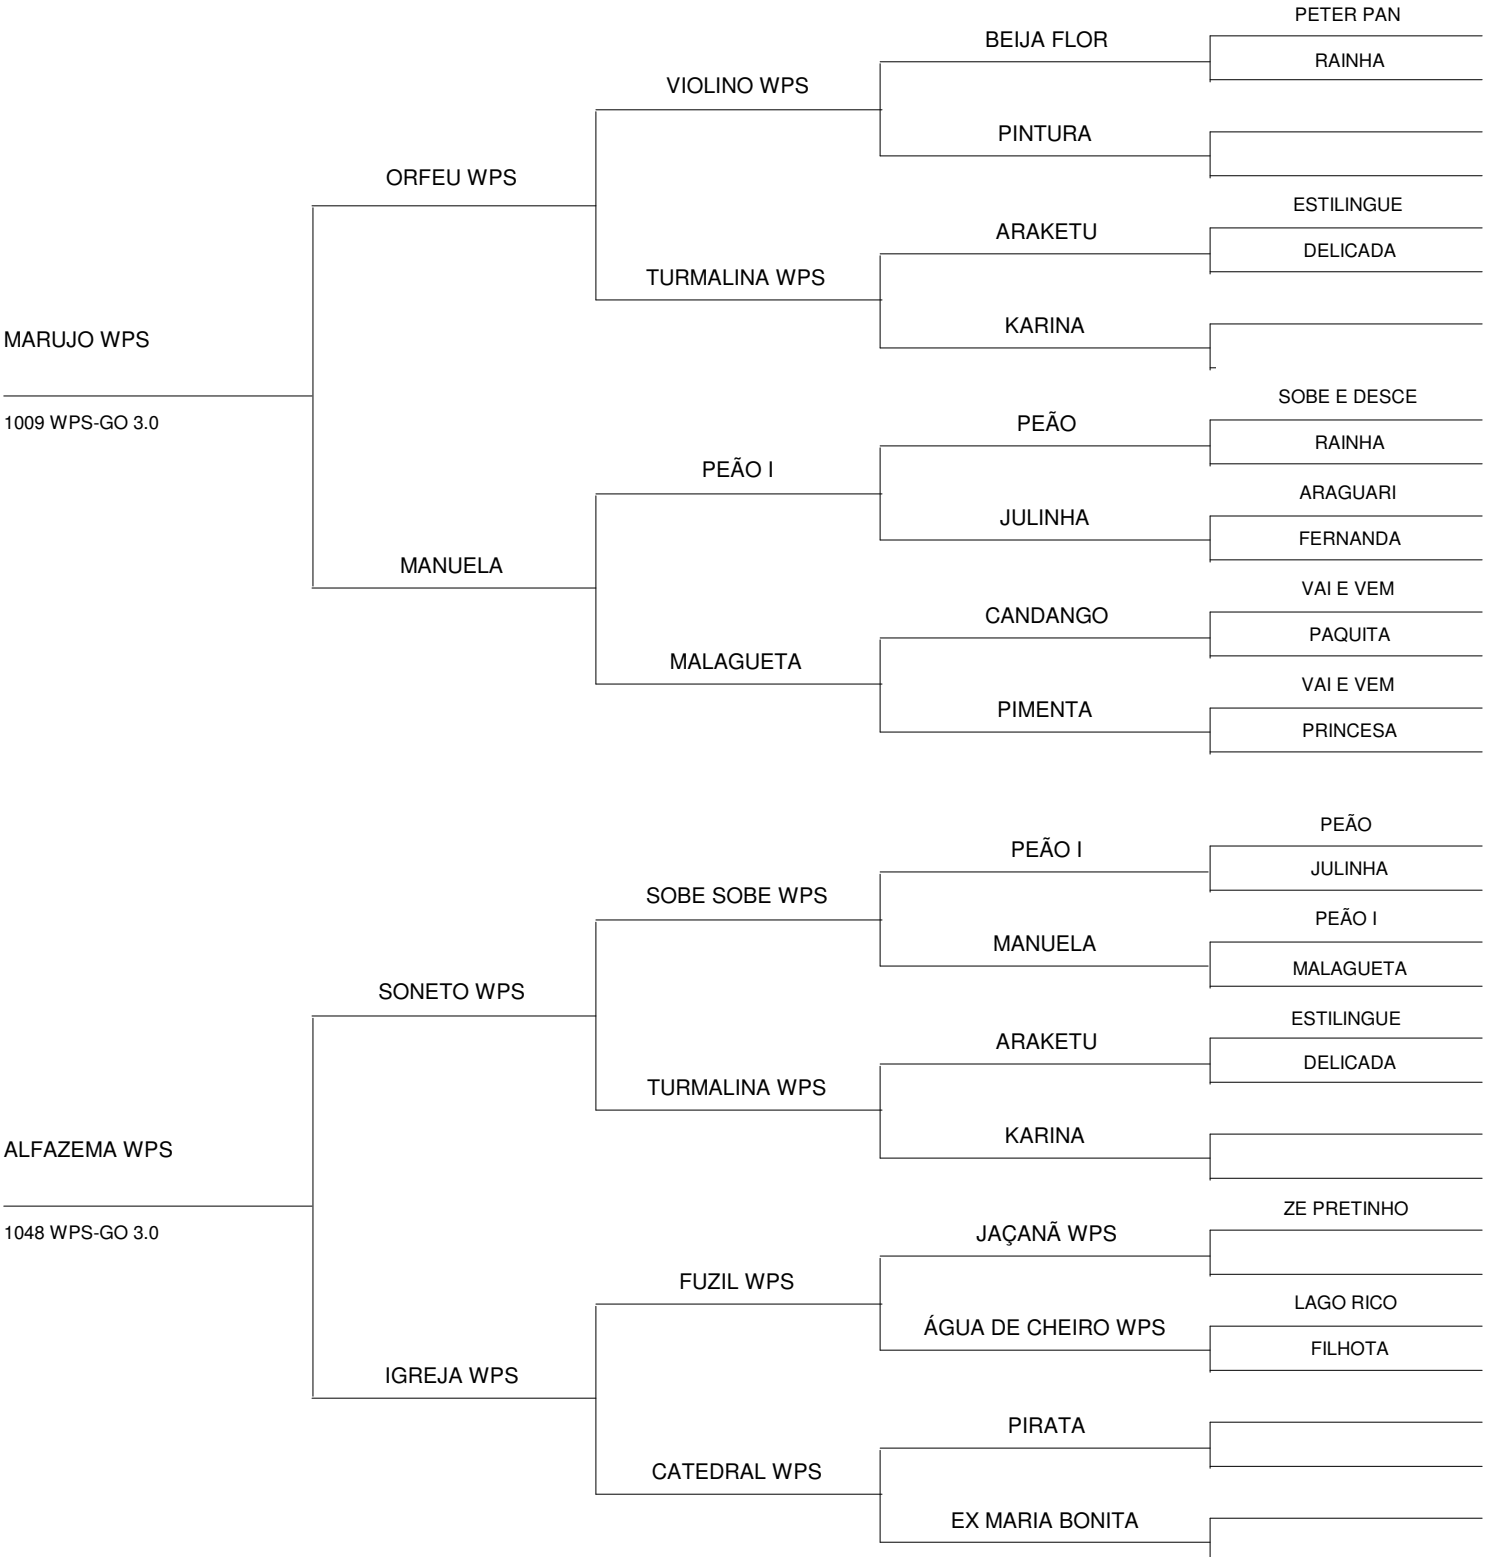 PETER PAN
BEIJA FLOR
RAINHA
VIOLINO WPS
PINTURA
ORFEU WPS
ESTILINGUE
ARAKETU
DELICADA
TURMALINA WPS
KARINA
MARUJO WPS
1009 WPS-GO 3.0
SOBE E DESCE
PEÃO
RAINHA
PEÃO I
ARAGUARI
JULINHA
FERNANDA
MANUELA
VAI E VEM
CANDANGO
PAQUITA
MALAGUETA
VAI E VEM
PIMENTA
PRINCESA
PEÃO
PEÃO I
JULINHA
SOBE SOBE WPS
PEÃO I
MANUELA
MALAGUETA
SONETO WPS
ESTILINGUE
ARAKETU
DELICADA
TURMALINA WPS
KARINA
ALFAZEMA WPS
1048 WPS-GO 3.0
ZE PRETINHO
JAÇANÃ WPS
FUZIL WPS
LAGO RICO
ÁGUA DE CHEIRO WPS
FILHOTA
IGREJA WPS
PIRATA
CATEDRAL WPS
EX MARIA BONITA